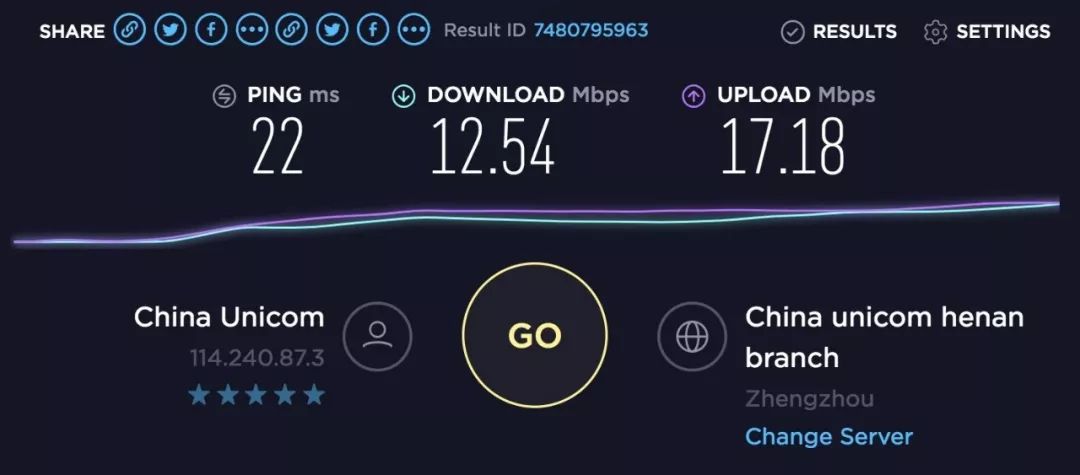 SHARE Result ID 7480795963 RESULTS SETTINGS
PING ms DOWNLOAD Mbps UPLOAD Mbps
22 12.54 17.18
China Unicom
114.240.87.3
GO
China unicom henan
branch
Zhengzhou
Change Server